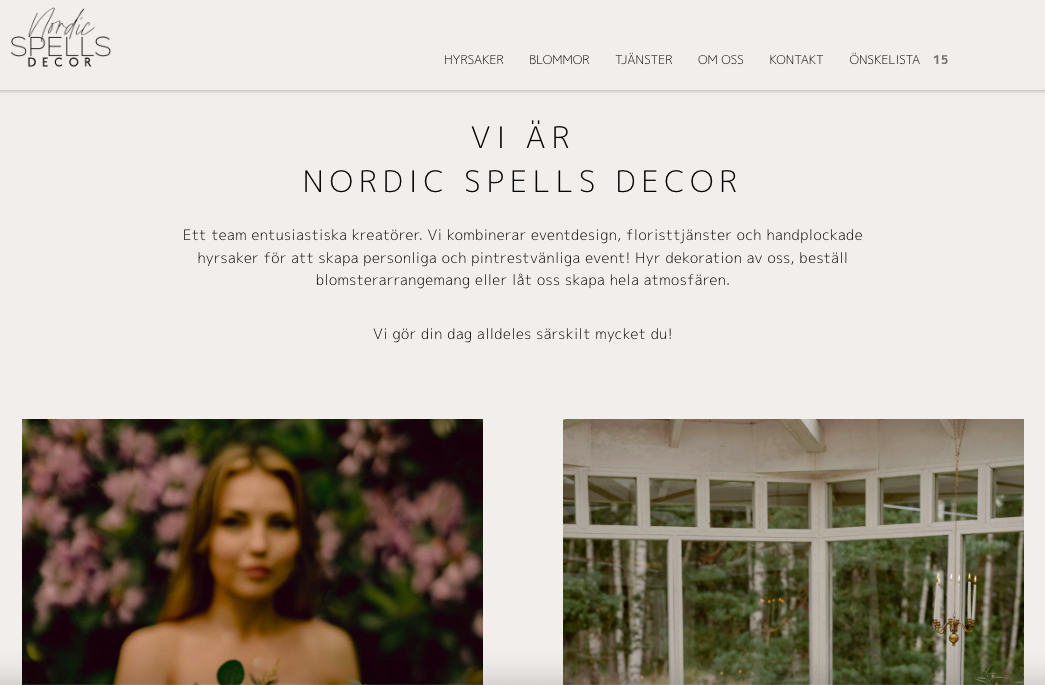 Nordic
SPELLS
DECOR
HYRSAKER BLOMMOR TJÄNSTER OM OSS KONTAKT ÖNSKELISTA 15
VI ÄR
NORDIC SPELLS DECOR
Ett team entusiastiska kreatörer. Vi kombinerar eventdesign, floristtjänster och handplockade
hyrsaker för att skapa personliga och pintrestvänliga event! Hyr dekoration av oss, beställ
blomsterarrangemang eller låt oss skapa hela atmosfären.
Vi gör din dag alldeles särskilt mycket du!